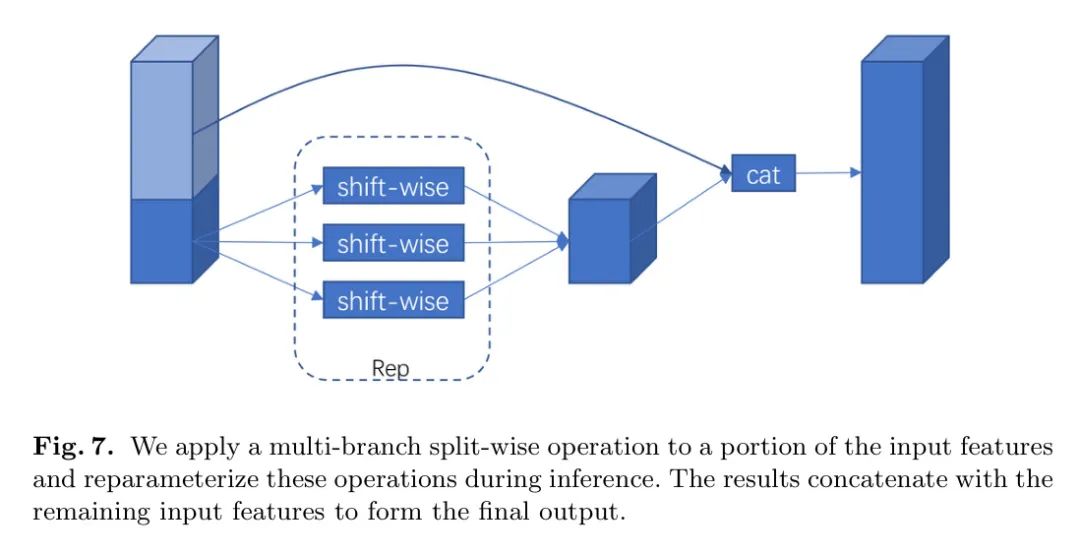 shift-wise
shift-wise
shift-wise
Rep
cat
Fig. 7. We apply a multi-branch split-wise operation to a portion of the input features
and reparameterize these operations during inference. The results concatenate with the
remaining input features to form the final output.